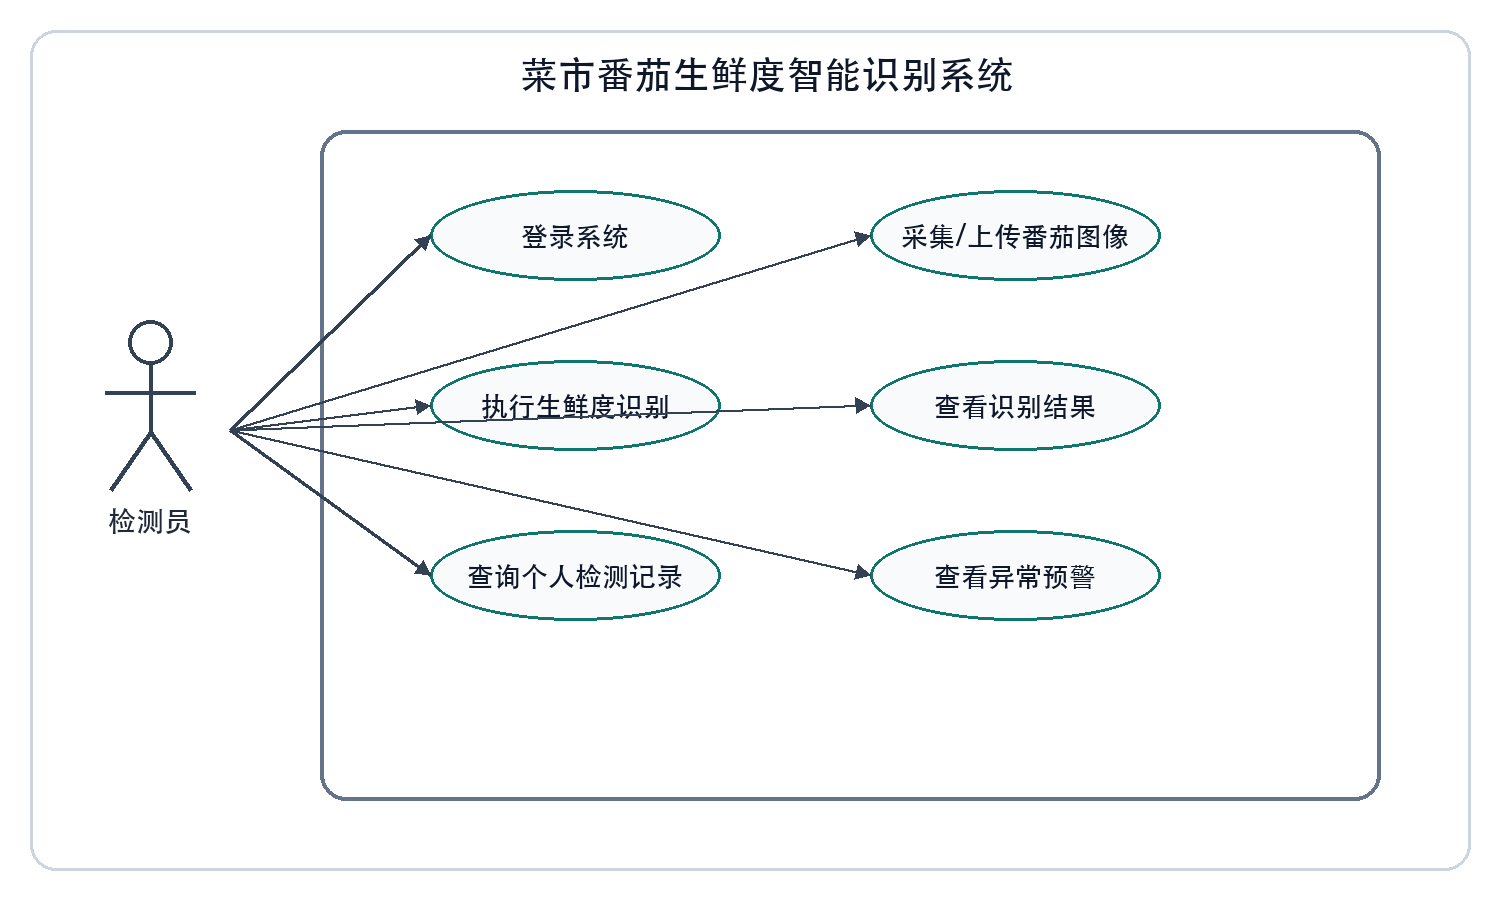 菜市番茄生鲜度智能识别系统
登录系统
采集/上传番茄图像
执行生鲜度识别
查看识别结果
检测员
查询个人检测记录
查看异常预警